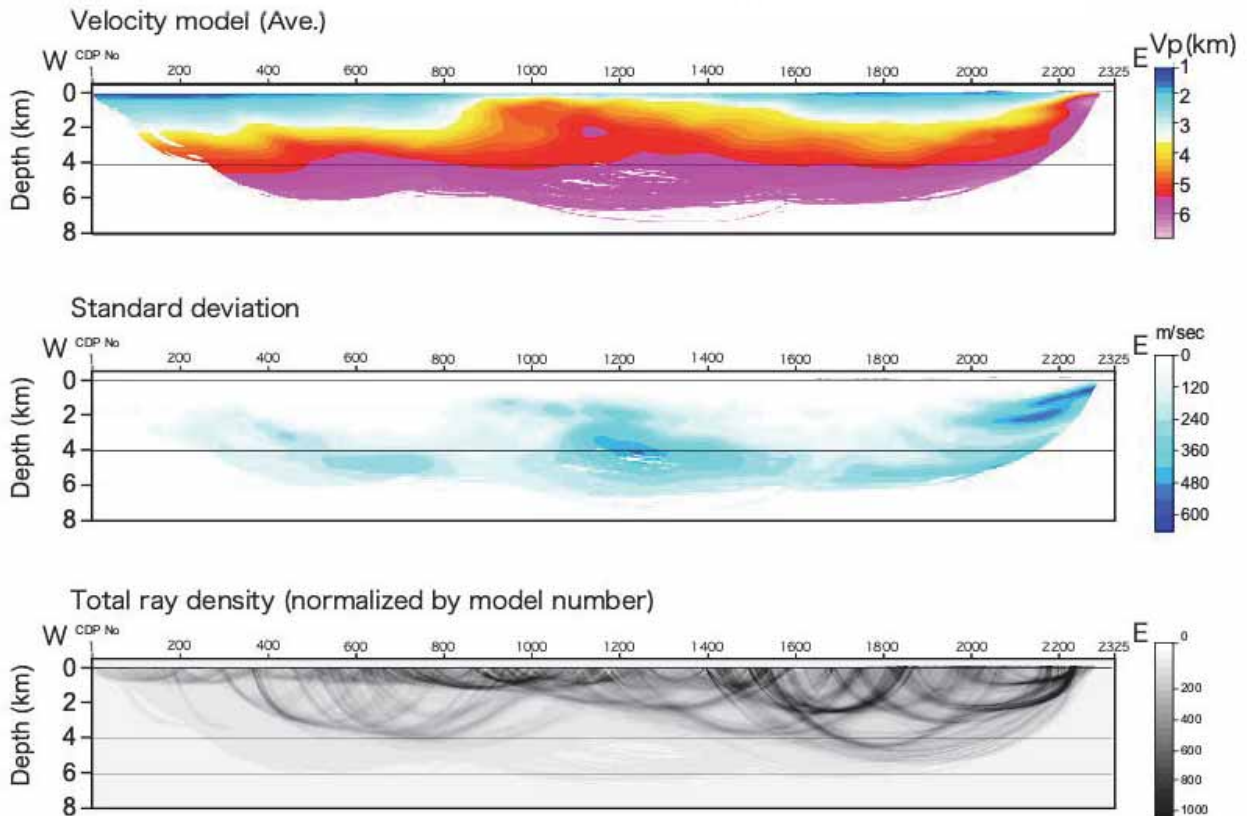 Velocity model (Ave.)
W CDP No E Vp(km)
1 200 400 600 800 1000 1200 1400 1600 1800 2000 2200 2325
Depth (km)
0
2
4
6
8
1
2
3
4
5
6
Standard deviation
W CDP No E m/sec
1 200 400 600 800 1000 1200 1400 1600 1800 2000 2200 2325
Depth (km)
0
2
4
6
8
0
120
240
360
480
600
Total ray density (normalized by model number)
W CDP No E
1 200 400 600 800 1000 1200 1400 1600 1800 2000 2200 2325
Depth (km)
0
2
4
6
8
0
200
400
600
800
1000